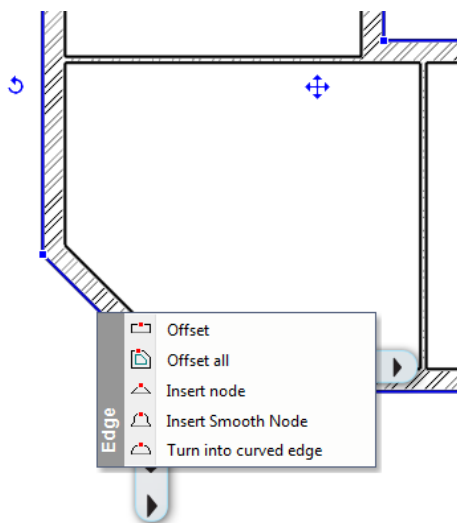 Edge
Offset
Offset all
Insert node
Insert Smooth Node
Turn into curved edge